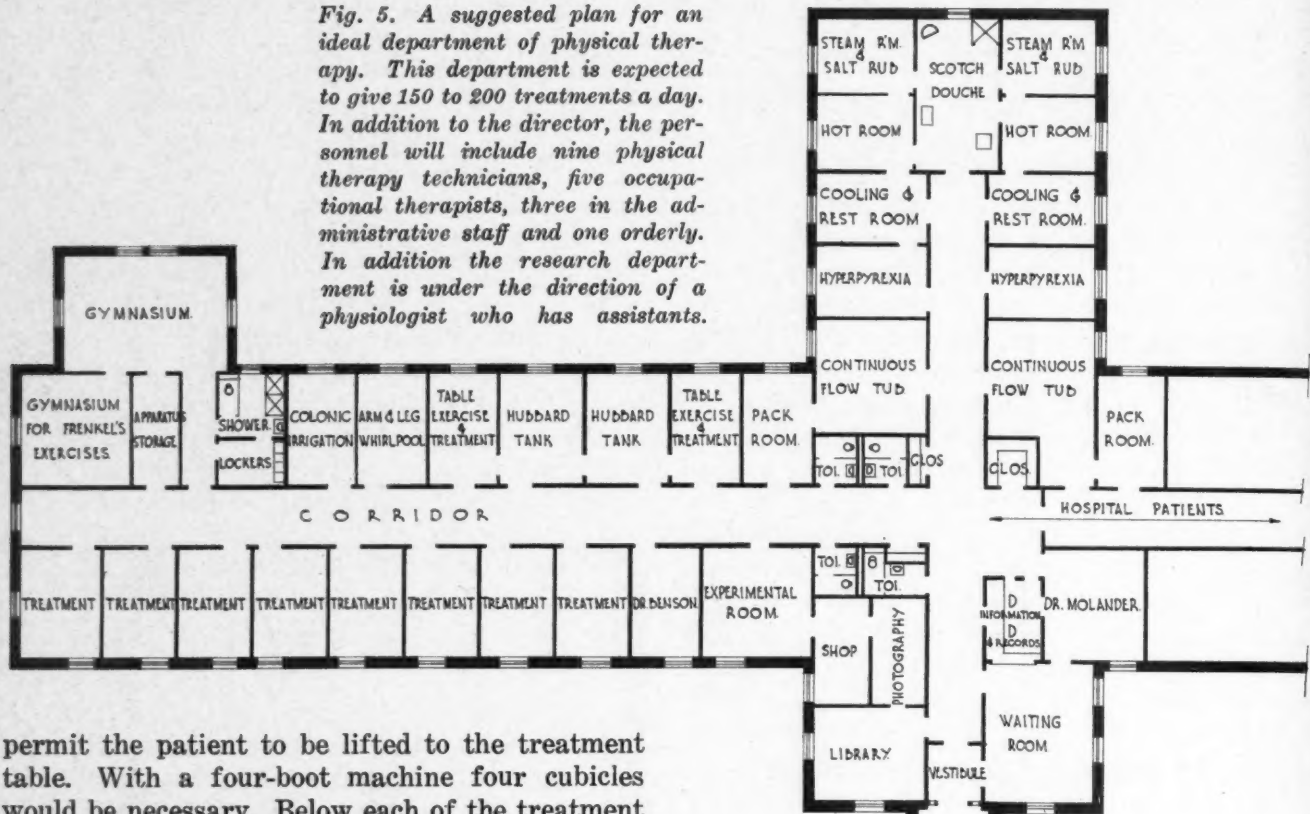 Fig. 5. A suggested plan for an
ideal department of physical ther-
apy. This department is expected
to give 150 to 200 treatments a day.
In addition to the director, the per-
sonnel will include nine physical
therapy technicians, five occupa-
tional therapists, three in the ad-
ministrative staff and one orderly.
In addition the research depart-
ment is under the direction of a
physiologist who has assistants.
STEAM R'M.
&
SALT RUB
SCOTCH
DOUCHE
STEAM R'M
&
SALT RUB
HOT ROOM
HOT ROOM
COOLING &
REST ROOM
COOLING &
REST ROOM.
HYPERPYREXIA
HYPERPYREXIA
CONTINUOUS
FLOW TUB
CONTINUOUS
FLOW TUB
GYMNASIUM.
GYMNASIUM
FOR FRENKEL'S
EXERCISES
APPARATUS
STORAGE
SHOWER
LOCKERS
COLONIC
IRRIGATION
ARM & LEG
WHIRLPOOL
TABLE
EXERCISE
&
TREATMENT
HUBBARD
TANK
HUBBARD
TANK
TABLE
EXERCISE
&
TREATMENT
PACK
ROOM.
PACK
ROOM.
TOI.
TOI.
CLOS
CLOS.
CORRIDOR
HOSPITAL PATIENTS
TREATMENT
TREATMENT
TREATMENT
TREATMENT
TREATMENT
TREATMENT
TREATMENT
TREATMENT
DR. BENSON
EXPERIMENTAL
ROOM
TOI.
TOI.
SHOP
PHOTOGRAPHY
INFORMATION
& RECORDS
DR. MOLANDER.
LIBRARY
VESTIBULE
WAITING
ROOM
permit the patient to be lifted to the treatment
table. With a four-boot machine four cubicles
would be necessary. Below each of the treatment